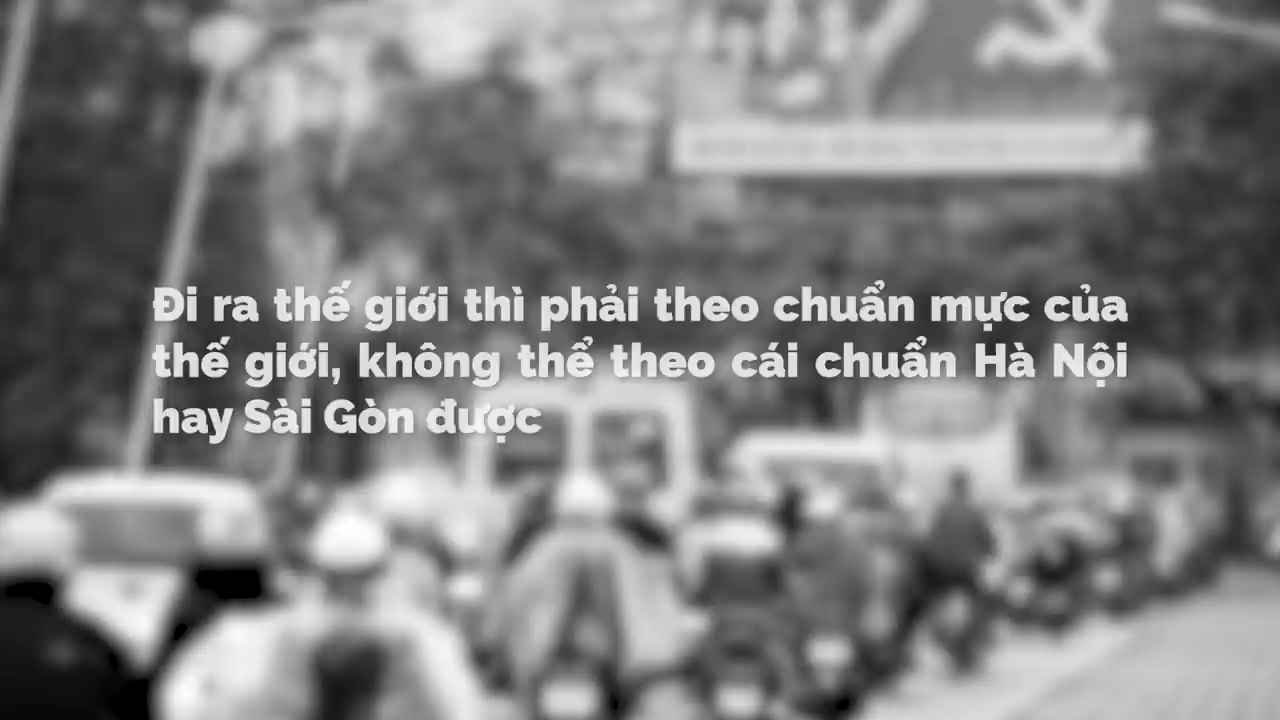 Đi ra thế giới thì phải theo chuẩn mực của
thế giới, không thể theo cái chuẩn Hà Nội
hay Sài Gòn được